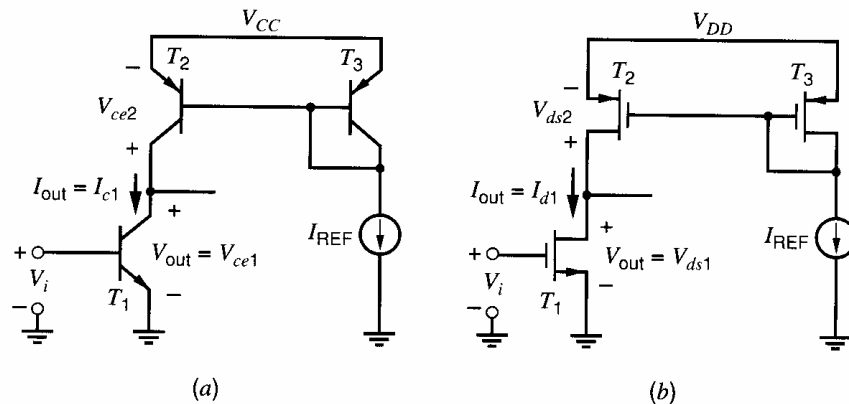 V_CC
T_2
T_3
−
V_ce2
+
I_out = I_c1
+
V_out = V_ce1
I_REF
+
V_i
−
T_1
−
(a)
V_DD
T_2
T_3
−
V_ds2
+
I_out = I_d1
+
V_out = V_ds1
I_REF
+
V_i
−
T_1
−
(b)